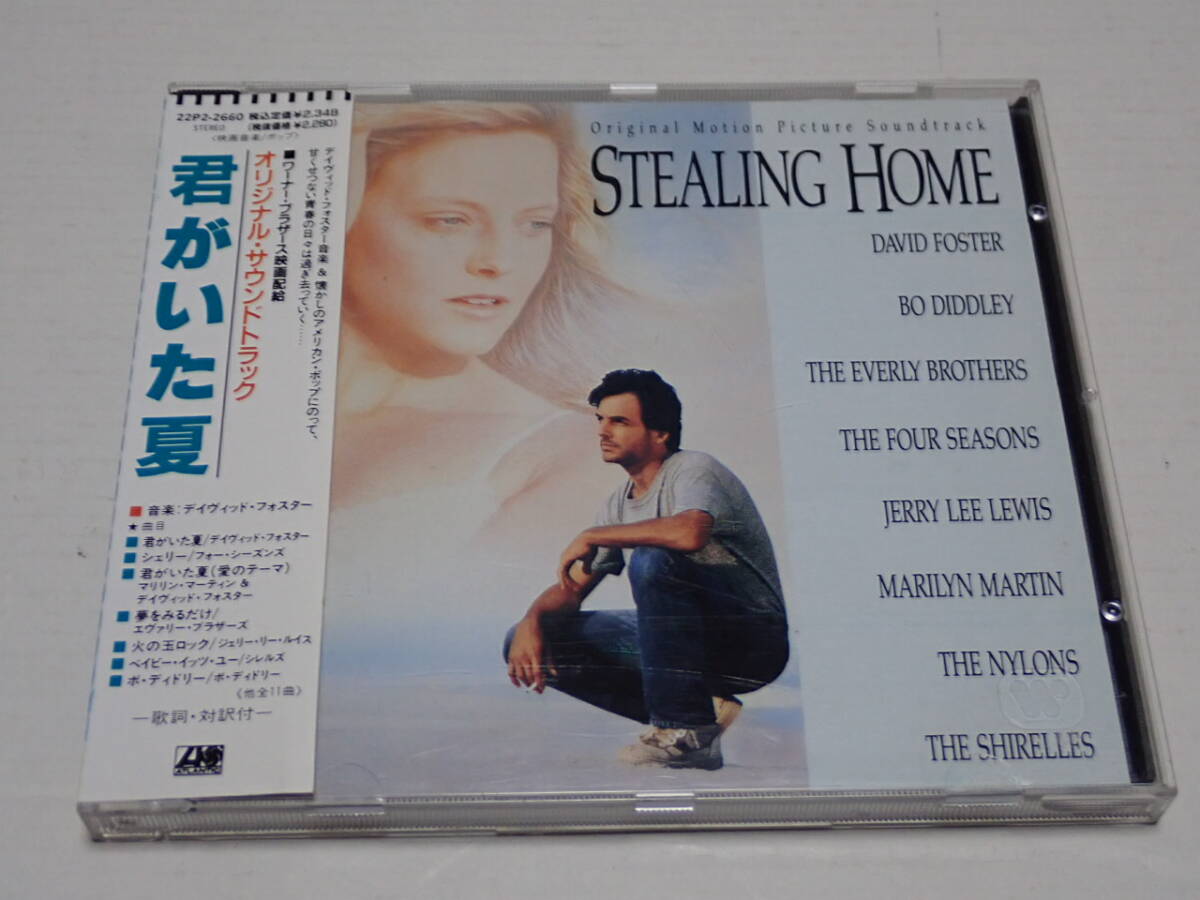 22P2-2660 税込定価¥2,348
STEREO (税抜価格¥2,280)
〈映画音楽/ポップ〉
デイヴィッド・フォスター音楽&懐かしのアメリカン・ポップにのって、
甘くせつない青春の日々は過ぎ去っていく……
■ワーナー・ブラザース映画配給
オリジナル・サウンドトラック
君がいた夏
■音楽:デイヴィッド・フォスター
★曲目
■君がいた夏/デイヴィッド・フォスター
■シェリー/フォー・シーズンズ
■君がいた夏(愛のテーマ)
マリリン・マーティン&
デイヴィッド・フォスター
■夢をみるだけ/
エヴァリー・ブラザーズ
■火の玉ロック/ジェリー・リー・ルイス
■ベイビー・イッツ・ユー/シレルズ
■ボ・ディドリー/ボ・ディドリー
〈他全11曲〉
—歌詞・対訳付—
ATLANTIC
Original Motion Picture Soundtrack
STEALING HOME
DAVID FOSTER
BO DIDDLEY
THE EVERLY BROTHERS
THE FOUR SEASONS
JERRY LEE LEWIS
MARILYN MARTIN
THE NYLONS
THE SHIRELLES